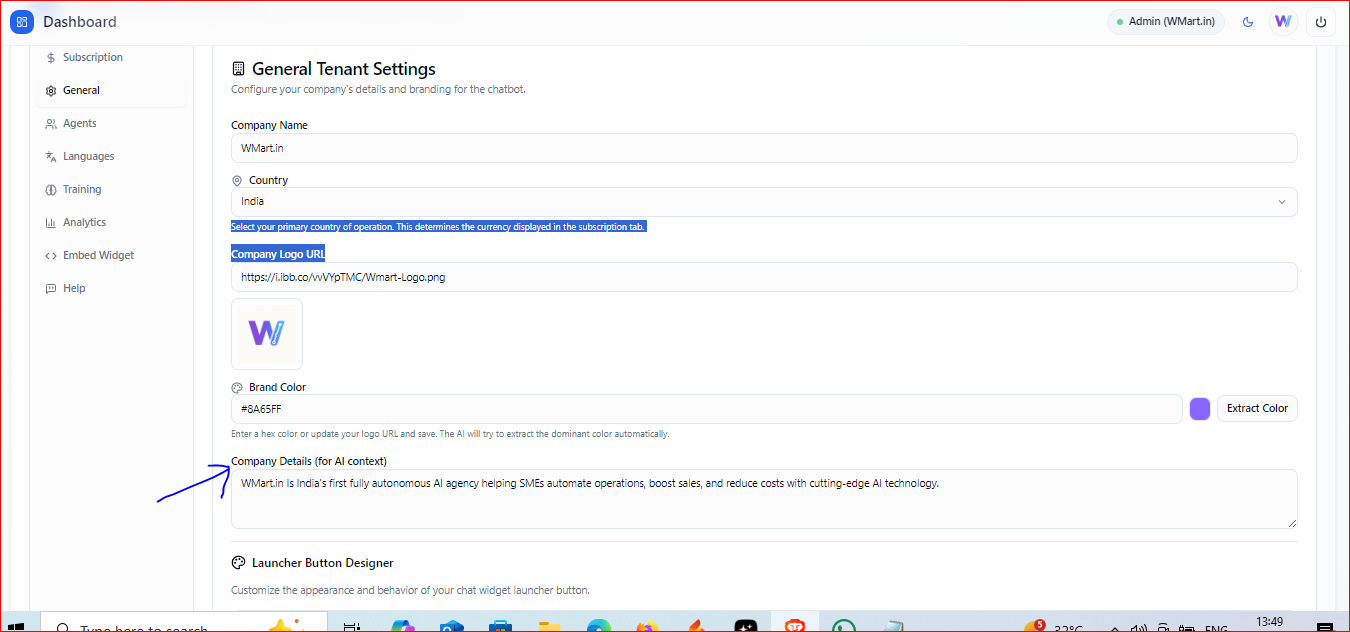 Dashboard
Admin (WMart.in)
Subscription
General
Agents
Languages
Training
Analytics
Embed Widget
Help
General Tenant Settings
Configure your company's details and branding for the chatbot.
Company Name
WMart.in
Country
India
Select your primary country of operation. This determines the currency displayed in the subscription tab.
Company Logo URL
https://i.ibb.co/vvVYpTMC/Wmart-Logo.png
W
Brand Color
#8A65FF
Extract Color
Enter a hex color or update your logo URL and save. The AI will try to extract the dominant color automatically.
Company Details (for AI context)
WMart.in Is India's first fully autonomous AI agency helping SMEs automate operations, boost sales, and reduce costs with cutting-edge AI technology.
Launcher Button Designer
Customize the appearance and behavior of your chat widget launcher button.
Type here to search
5
32°C
ENG
13:49